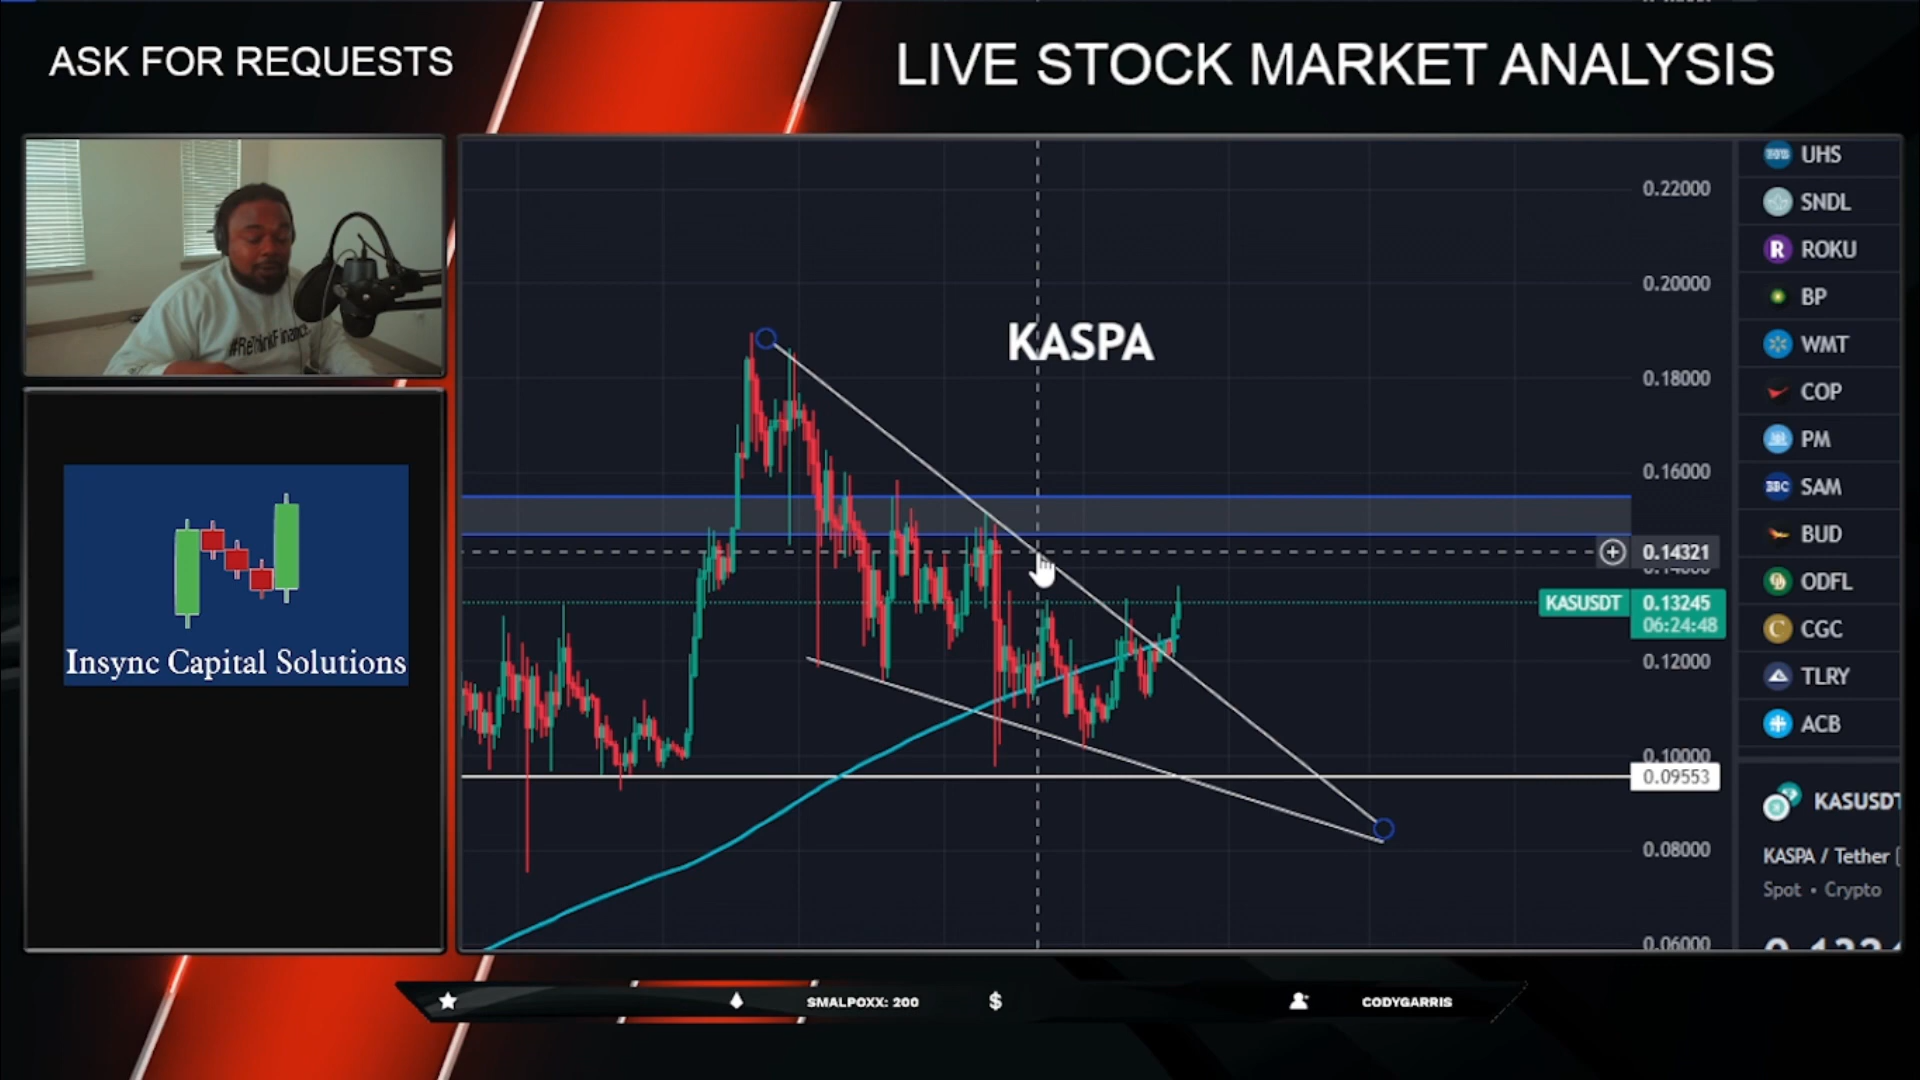 ASK FOR REQUESTS
LIVE STOCK MARKET ANALYSIS
#ReThinkFinance
Insync Capital Solutions
KASPA
0.22000
0.20000
0.18000
0.16000
0.14321
0.14000
KASUSDT
0.13245
06:24:48
0.12000
0.10000
0.09553
0.08000
0.06000
UHS
SNDL
ROKU
BP
WMT
COP
PM
SAM
BUD
ODFL
CGC
TLRY
ACB
KASUSDT
KASPA / Tether
Spot • Crypto
SMALPOXX: 200
CODYGARRIS